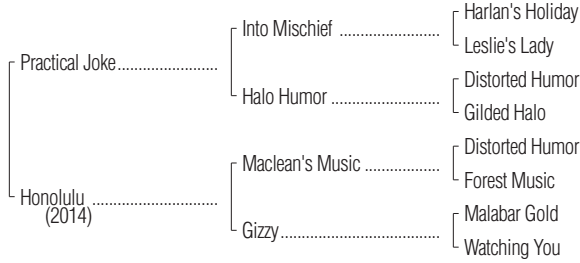 Harlan's Holiday
Into Mischief ........................
Leslie's Lady
Practical Joke........................
Distorted Humor
Halo Humor ..........................
Gilded Halo
Distorted Humor
Maclean's Music ..................
Forest Music
Honolulu .............................
(2014)
Malabar Gold
Gizzy......................................
Watching You